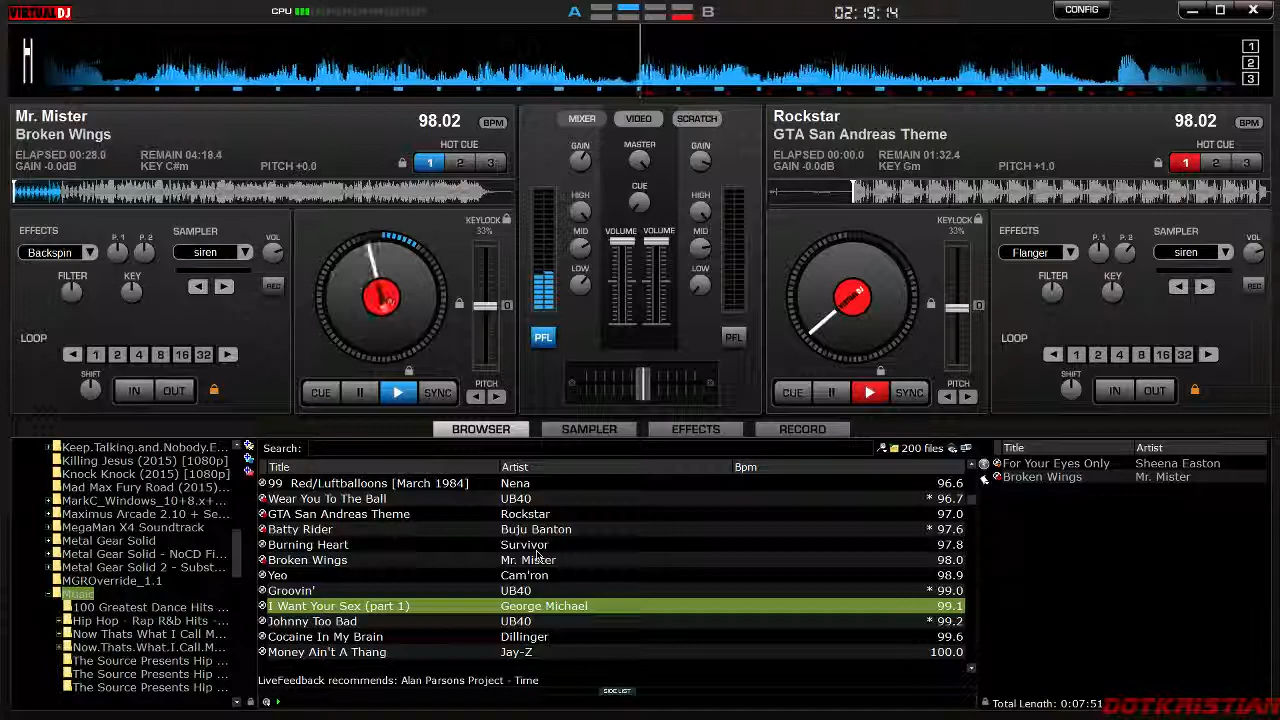 VIRTUAL DJ
CPU
A
B
02:19:14
CONFIG
1
2
3
Mr. Mister
Broken Wings
98.02
BPM
ELAPSED 00:28.0
REMAIN 04:18.4
GAIN -0.0dB
KEY C#m
PITCH +0.0
HOT CUE
1 2 3
MIXER VIDEO SCRATCH
GAIN MASTER GAIN
HIGH CUE HIGH
MID VOLUME VOLUME MID
LOW LOW
PFL PFL
Rockstar
GTA San Andreas Theme
98.02
BPM
ELAPSED 00:00.0
REMAIN 01:32.4
GAIN -0.0dB
KEY Gm
PITCH +1.0
HOT CUE
1 2 3
EFFECTS
P. 1 P. 2
SAMPLER
VOL
Backspin
siren
FILTER
KEY
REC
LOOP
1 2 4 8 16 32
SHIFT
IN OUT
KEYLOCK
33%
0
CUE
SYNC
PITCH
KEYLOCK
33%
0
CUE
SYNC
PITCH
EFFECTS
P. 1 P. 2
SAMPLER
VOL
Flanger
siren
FILTER
KEY
REC
LOOP
1 2 4 8 16 32
SHIFT
IN OUT
BROWSER SAMPLER EFFECTS RECORD
Keep.Talking.and.Nobody.E...
Killing Jesus (2015) [1080p]
Knock Knock (2015) [1080p]
Mad Max Fury Road (2015)...
MarkC_Windows_10+8.x+...
Maximus Arcade 2.10 + Se...
MegaMan X4 Soundtrack
Metal Gear Solid
Metal Gear Solid - NoCD Fi...
Metal Gear Solid 2 - Subst...
MGROverride_1.1
Music
100 Greatest Dance Hits ...
Hip Hop - Rap R&b Hits -...
Now Thats What I Call M...
Now.Thats.What.I.Call.M...
The Source Presents Hip ...
The Source Presents Hip ...
The Source Presents Hip ...
Search:
200 files
Title Artist Bpm
99 Red/Luftballoons [March 1984] Nena 96.6
Wear You To The Ball UB40 * 96.7
GTA San Andreas Theme Rockstar 97.0
Batty Rider Buju Banton * 97.6
Burning Heart Survivor 97.8
Broken Wings Mr. Mister 98.0
Yeo Cam'ron 98.9
Groovin' UB40 * 99.0
I Want Your Sex (part 1) George Michael 99.1
Johnny Too Bad UB40 * 99.2
Cocaine In My Brain Dillinger 99.6
Money Ain't A Thang Jay-Z 100.0
LiveFeedback recommends: Alan Parsons Project - Time
SIDE LIST
Title Artist
For Your Eyes Only Sheena Easton
Broken Wings Mr. Mister
Total Length: 0:07:51
DOTKRISTIAN